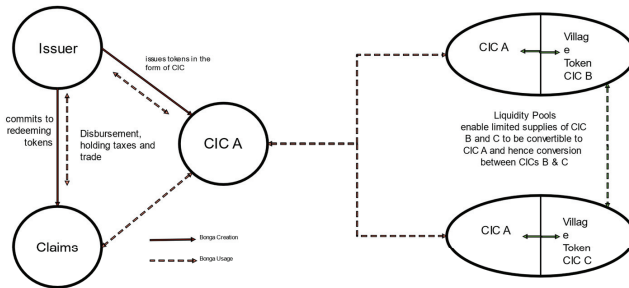 Issuer
issues tokens in the
form of CIC
commits to
redeeming
tokens
Disbursement,
holding taxes and
trade
CIC A
Claims
Bonga Creation
Bonga Usage
CIC A
Villag
e
Token
CIC B
Liquidity Pools
enable limited supplies of CIC
B and C to be convertible to
CIC A and hence conversion
between CICs B & C
CIC A
Villag
e
Token
CIC C